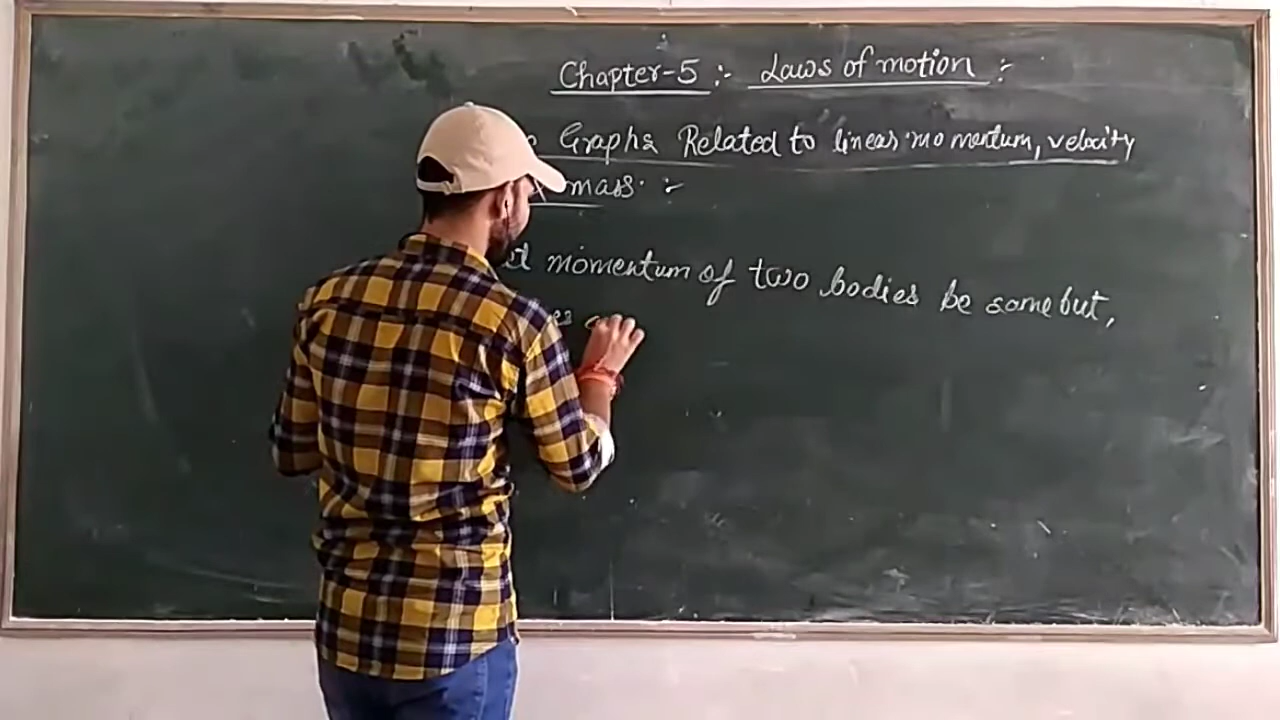 Chapter-5 :- Laws of motion :-
Graphs Related to linear momentum, velocity
mass :-
momentum of two bodies be same but,